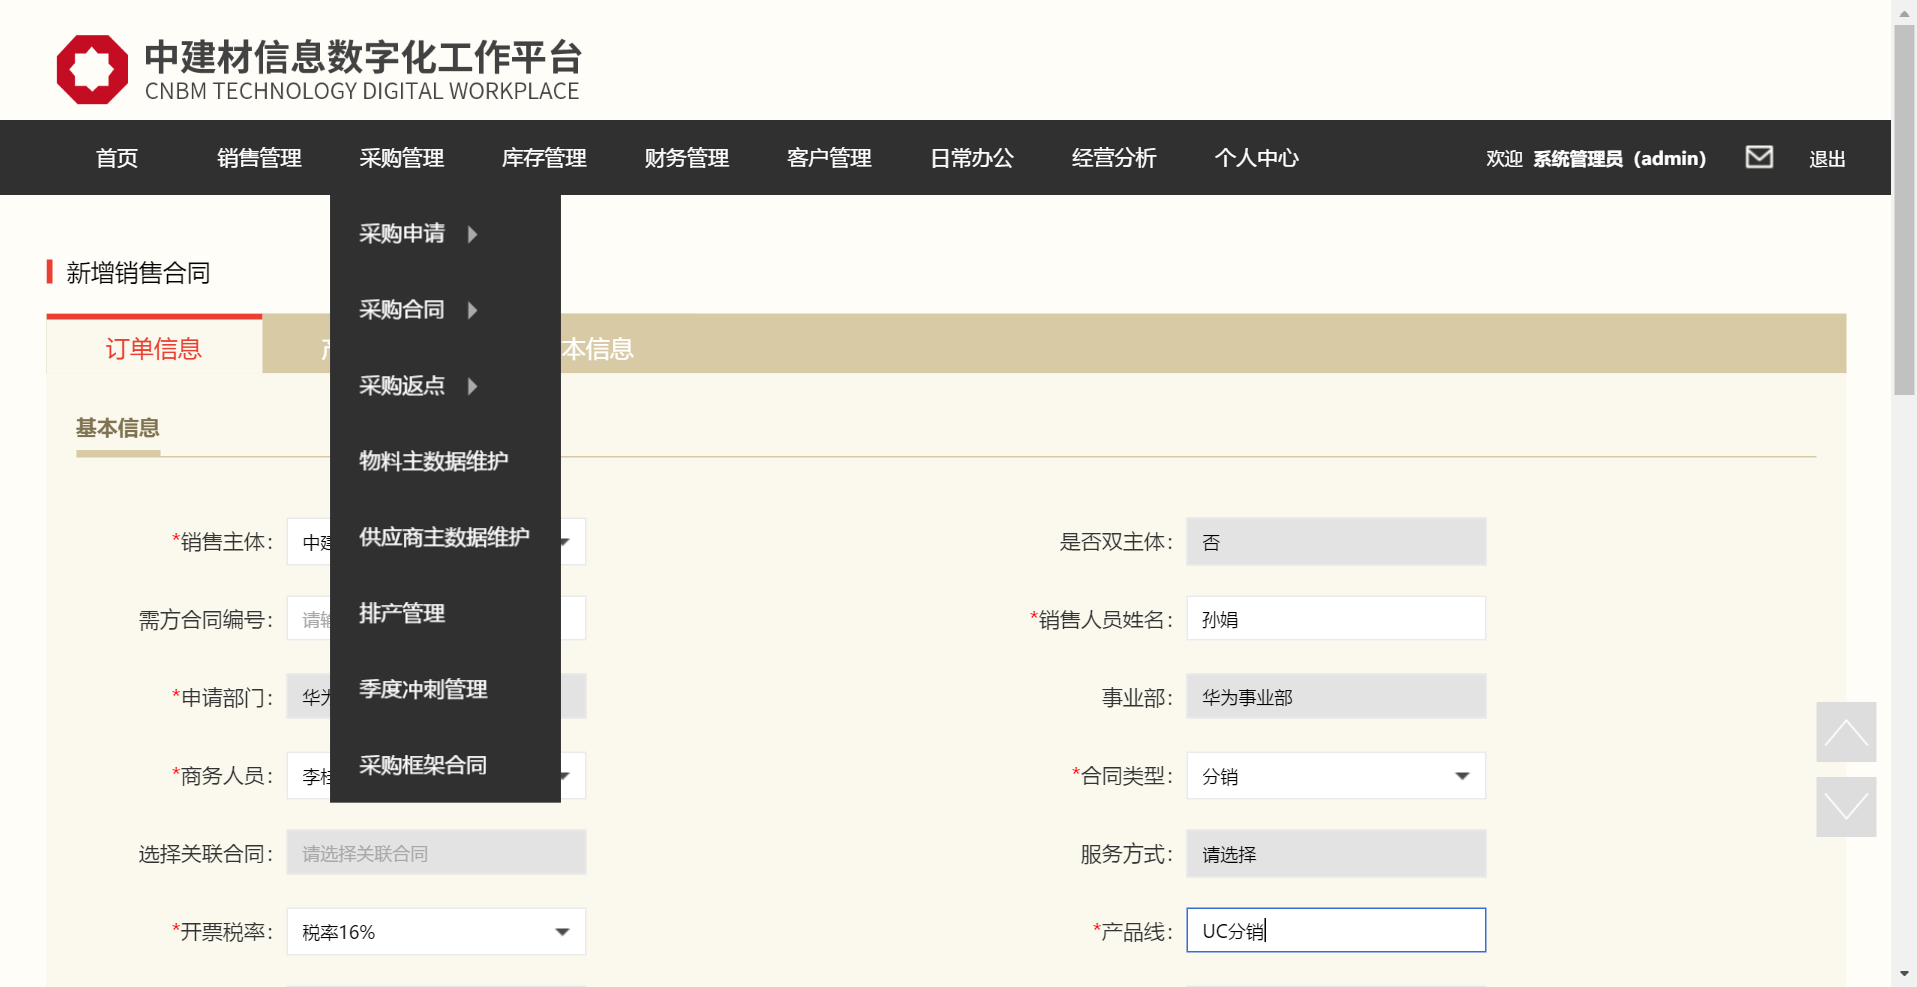 中建材信息数字化工作平台
CNBM TECHNOLOGY DIGITAL WORKPLACE
首页 销售管理 采购管理 库存管理 财务管理 客户管理 日常办公 经营分析 个人中心 欢迎 系统管理员（admin） 退出
采购申请
采购合同
采购返点
物料主数据维护
供应商主数据维护
排产管理
季度冲刺管理
采购框架合同
新增销售合同
订单信息 本信息
基本信息
*销售主体： 中建 是否双主体： 否
需方合同编号： 请输 *销售人员姓名： 孙娟
*申请部门： 华为 事业部： 华为事业部
*商务人员： 李桂 *合同类型： 分销
选择关联合同： 请选择关联合同 服务方式： 请选择
*开票税率： 税率16% *产品线： UC分销